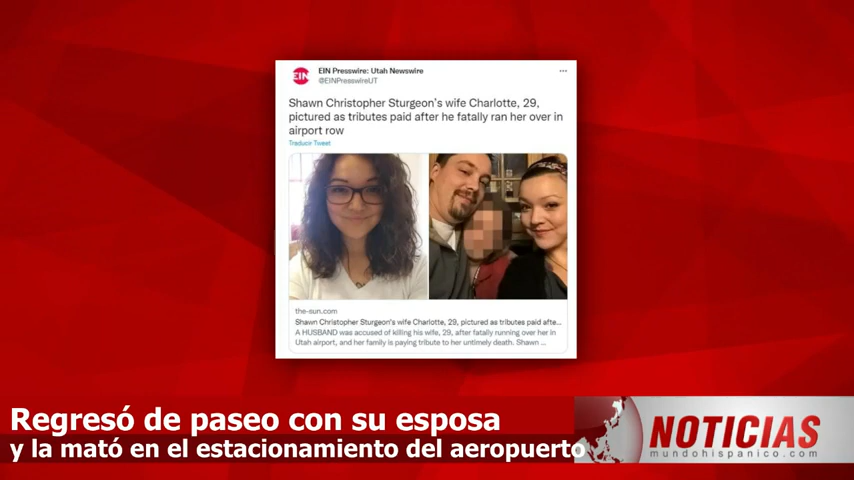 EIN Presswire: Utah Newswire
EIN
@EINPresswireUT
Shawn Christopher Sturgeon's wife Charlotte, 29,
pictured as tributes paid after he fatally ran her over in
airport row
Traducir Tweet
the-sun.com
Shawn Christopher Sturgeon's wife Charlotte, 29, pictured as tributes paid afte...
A HUSBAND was accused of killing his wife, 29, after fatally running over her in
Utah airport, and her family is paying tribute to her untimely death. Shawn ...
Regresó de paseo con su esposa
y la mató en el estacionamiento del aeropuerto
NOTICIAS
mundohispanico.com